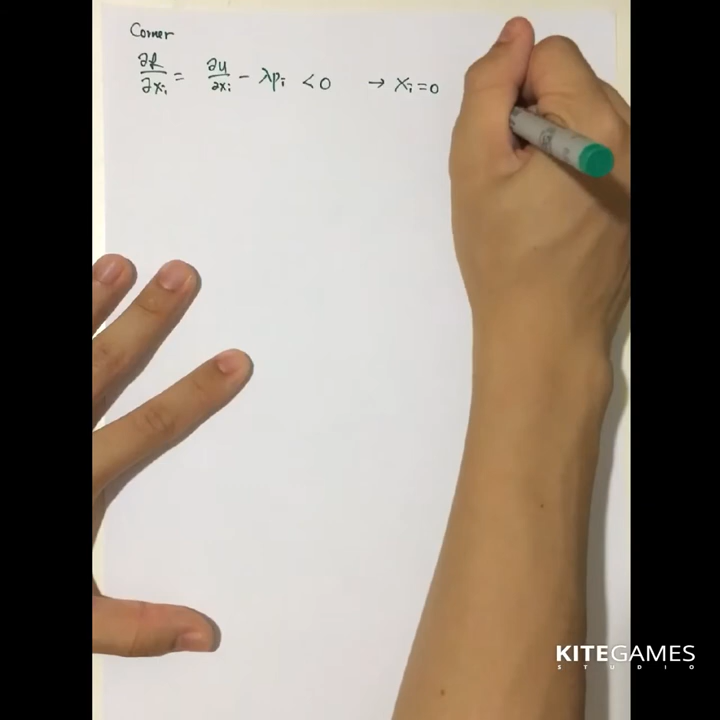 Corner
∂ℒ/∂xᵢ = ∂u/∂xᵢ − λpᵢ < 0 → xᵢ = 0
KITEGAMES
STUDIO